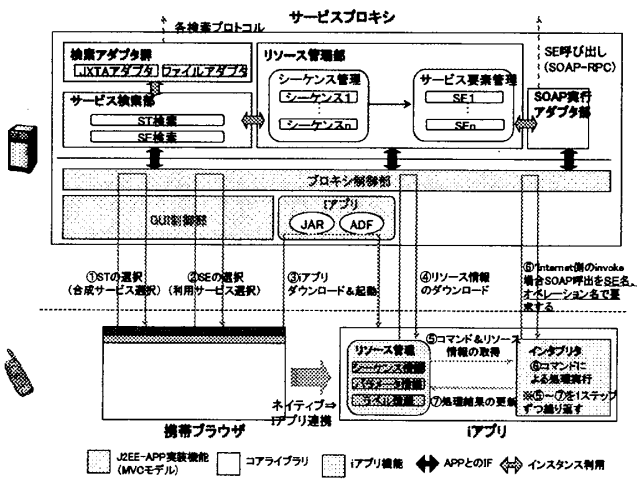 サービスプロキシ
各検索プロトコル
検索アダプタ群
JXTAアダプタ
ファイルアダプタ
リソース管理部
SE呼び出し
(SOAP-RPC)
シーケンス管理
サービス要素管理
サービス検索部
シーケンス1
SE1
SOAP実行
アダプタ部
ST検索
SE検索
シーケンスn
SEn
プロキシ制御部
GUI制御部
iアプリ
JAR
ADF
①STの選択
(合成サービス選択)
②SEの選択
(利用サービス選択)
③iアプリ
ダウンロード&起動
④リソース情報
のダウンロード
⑥'Internet側のinvoke
場合SOAP呼出をSE名、
オペレーション名で要
求する
リソース管理
⑤コマンド&リソース
情報の取得
インタプリタ
シーケンス情報
パラメータ情報
ラベル情報
⑥コマンドに
よる処理実行
⑦処理結果の更新
※⑤～⑦を1ステップ
ずつ繰り返す
ネイティブ⇒
iアプリ連携
携帯ブラウザ
iアプリ
J2EE-APP実装機能
(MVCモデル)
コアライブラリ
iアプリ機能
APPとのIF
インスタンス利用